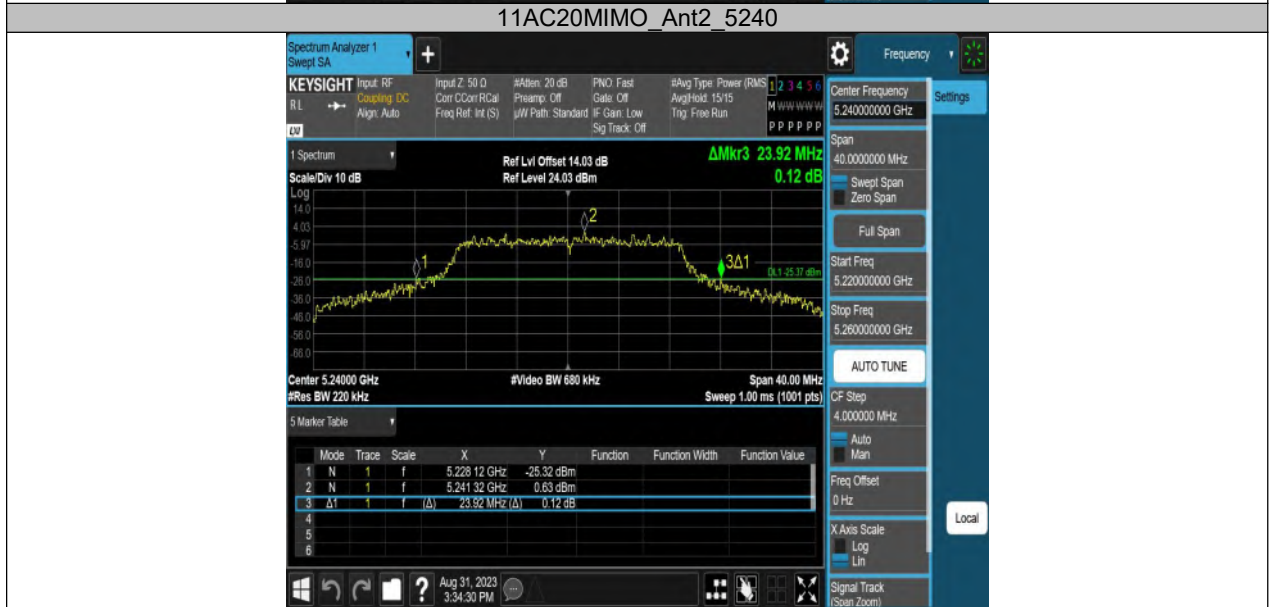 11AC20MIMO_Ant2_5240
Spectrum Analyzer 1
Swept SA
+
Frequency
KEYSIGHT
RL
LXI
Input: RF
Coupling: DC
Align: Auto
Input Z: 50 Ω
Corr CCorr RCal
Freq Ref: Int (S)
#Atten: 20 dB
Preamp: Off
µW Path: Standard
PNO: Fast
Gate: Off
IF Gain: Low
Sig Track: Off
#Avg Type: Power (RMS
Avg|Hold: 15/15
Trig: Free Run
1 2 3 4 5 6
M W W W W W
P P P P P P
Center Frequency
5.240000000 GHz
Settings
Span
40.0000000 MHz
Swept Span
Zero Span
Full Span
Start Freq
5.220000000 GHz
Stop Freq
5.260000000 GHz
AUTO TUNE
CF Step
4.000000 MHz
Auto
Man
Freq Offset
0 Hz
X Axis Scale
Log
Lin
Signal Track
(Span Zoom)
Local
1 Spectrum
Scale/Div 10 dB
Ref Lvl Offset 14.03 dB
Ref Level 24.03 dBm
ΔMkr3 23.92 MHz
0.12 dB
Log
14.0
4.03
-5.97
-16.0
-26.0
-36.0
-46.0
-56.0
-66.0
1
2
3Δ1
DL1 -25.37 dBm
Center 5.24000 GHz
#Video BW 680 kHz
Span 40.00 MHz
#Res BW 220 kHz
Sweep 1.00 ms (1001 pts)
5 Marker Table
Mode Trace Scale X Y Function Function Width Function Value
1 N 1 f 5.228 12 GHz -25.32 dBm
2 N 1 f 5.241 32 GHz 0.63 dBm
3 Δ1 1 f (Δ) 23.92 MHz (Δ) 0.12 dB
4
5
6
?
Aug 31, 2023
3:34:30 PM